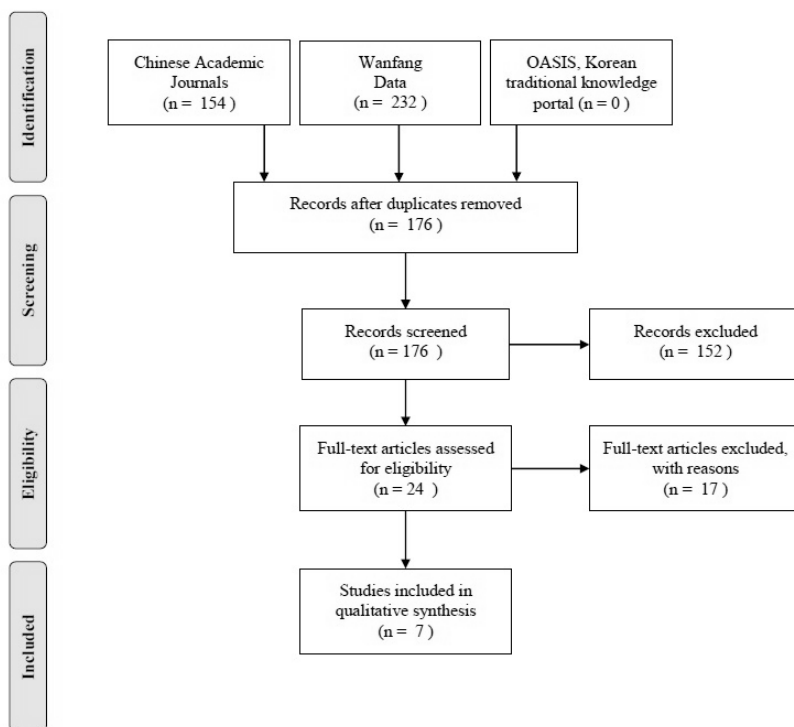 Identification
Chinese Academic
Journals
(n = 154)
Wanfang
Data
(n = 232)
OASIS, Korean
traditional knowledge
portal (n = 0 )
Records after duplicates removed
(n = 176 )
Screening
Records screened
(n = 176 )
Records excluded
(n = 152 )
Eligibility
Full-text articles assessed
for eligibility
(n = 24 )
Full-text articles excluded,
with reasons
(n = 17 )
Included
Studies included in
qualitative synthesis
(n = 7 )